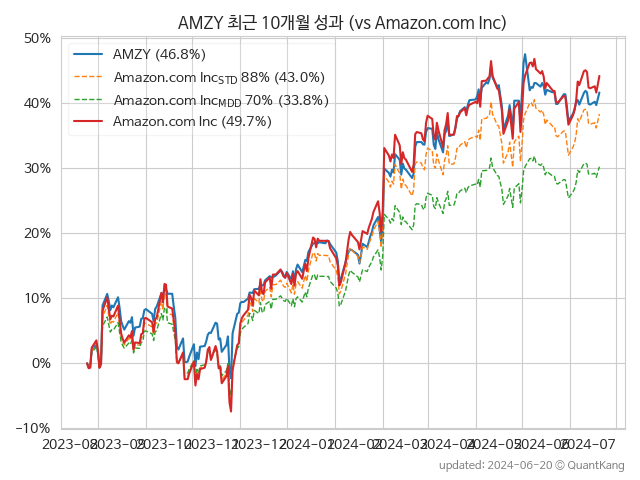 AMZY 최근 10개월 성과 (vs Amazon.com Inc)
50%
40%
30%
20%
10%
0%
−10%
AMZY (46.8%)
Amazon.com IncSTD 88% (43.0%)
Amazon.com IncMDD 70% (33.8%)
Amazon.com Inc (49.7%)
2023-08 2023-09 2023-10 2023-11 2023-12 2024-01 2024-02 2024-03 2024-04 2024-05 2024-06 2024-07
updated: 2024-06-20 © QuantKang